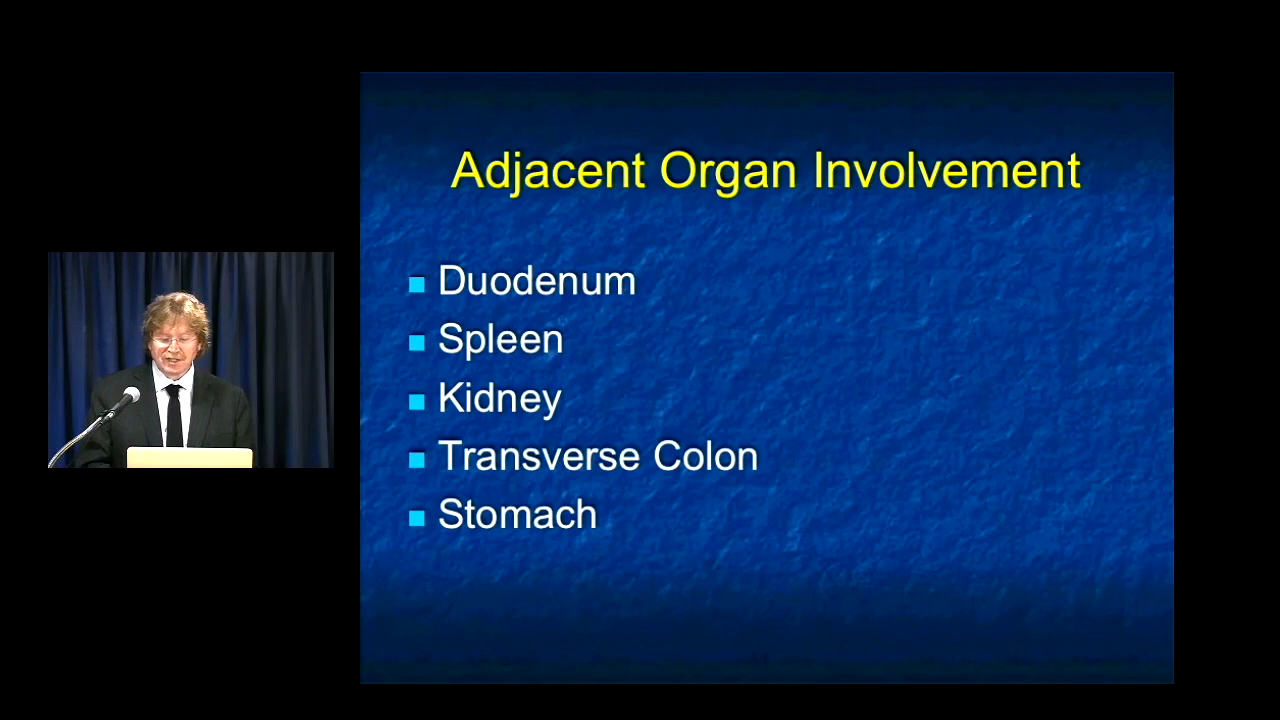 Adjacent Organ Involvement
Duodenum
Spleen
Kidney
Transverse Colon
Stomach